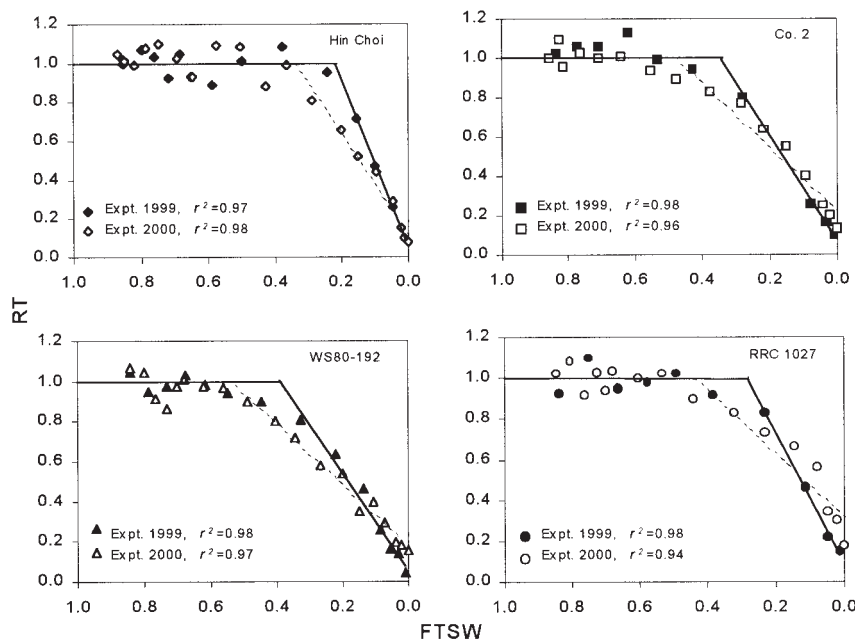 1.2
Hin Choi
1.0
0.8
0.6
0.4
Expt. 1999, r²=0.97
0.2
Expt. 2000, r²=0.98
0.0
1.0 0.8 0.6 0.4 0.2 0.0
1.2
Co. 2
1.0
0.8
0.6
0.4
Expt. 1999, r²=0.98
0.2
Expt. 2000, r²=0.96
0.0
1.0 0.8 0.6 0.4 0.2 0.0
RT
1.2
WS80-192
1.0
0.8
0.6
0.4
Expt. 1999, r²=0.98
0.2
Expt. 2000, r²=0.97
0.0
1.0 0.8 0.6 0.4 0.2 0.0
1.2
RRC 1027
1.0
0.8
0.6
0.4
Expt. 1999, r²=0.98
0.2
Expt. 2000, r²=0.94
0.0
1.0 0.8 0.6 0.4 0.2 0.0
FTSW